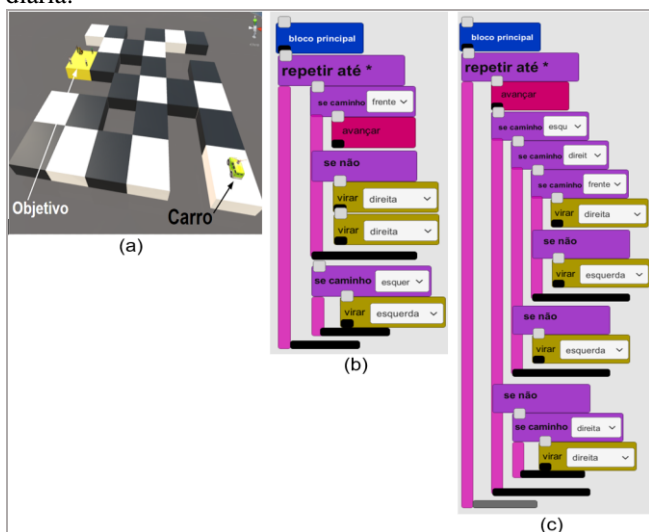 diária.
Objetivo
Carro
(a)
bloco principal
repetir até *
se caminho frente
avançar
se não
virar direita
virar direita
se caminho esquer
virar esquerda
(b)
bloco principal
repetir até *
avançar
se caminho esqu
se caminho direit
se caminho frente
virar direita
se não
virar esquerda
se não
virar esquerda
se não
se caminho direita
virar direita
(c)